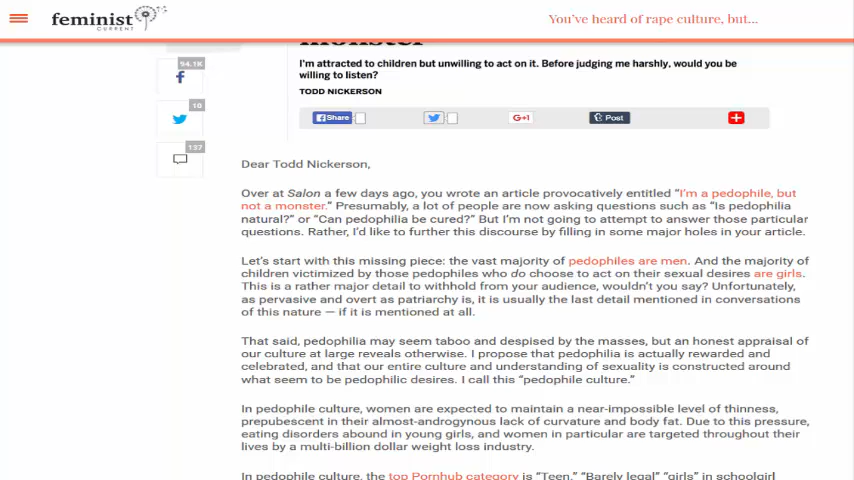 feminist
CURRENT
You've heard of rape culture, but...
monster"
I'm attracted to children but unwilling to act on it. Before judging me harshly, would you be
willing to listen?
TODD NICKERSON
94.1K
f
10
137
Share
G+1
Post
Dear Todd Nickerson,
Over at Salon a few days ago, you wrote an article provocatively entitled "I'm a pedophile, but
not a monster." Presumably, a lot of people are now asking questions such as "Is pedophilia
natural?" or "Can pedophilia be cured?" But I'm not going to attempt to answer those particular
questions. Rather, I'd like to further this discourse by filling in some major holes in your article.
Let's start with this missing piece: the vast majority of pedophiles are men. And the majority of
children victimized by those pedophiles who do choose to act on their sexual desires are girls.
This is a rather major detail to withhold from your audience, wouldn't you say? Unfortunately,
as pervasive and overt as patriarchy is, it is usually the last detail mentioned in conversations
of this nature — if it is mentioned at all.
That said, pedophilia may seem taboo and despised by the masses, but an honest appraisal of
our culture at large reveals otherwise. I propose that pedophilia is actually rewarded and
celebrated, and that our entire culture and understanding of sexuality is constructed around
what seem to be pedophilic desires. I call this "pedophile culture."
In pedophile culture, women are expected to maintain a near-impossible level of thinness,
prepubescent in their almost-androgynous lack of curvature and body fat. Due to this pressure,
eating disorders abound in young girls, and women in particular are targeted throughout their
lives by a multi-billion dollar weight loss industry.
In pedophile culture, the top Pornhub category is "Teen." "Barely legal" "girls" in schoolgirl